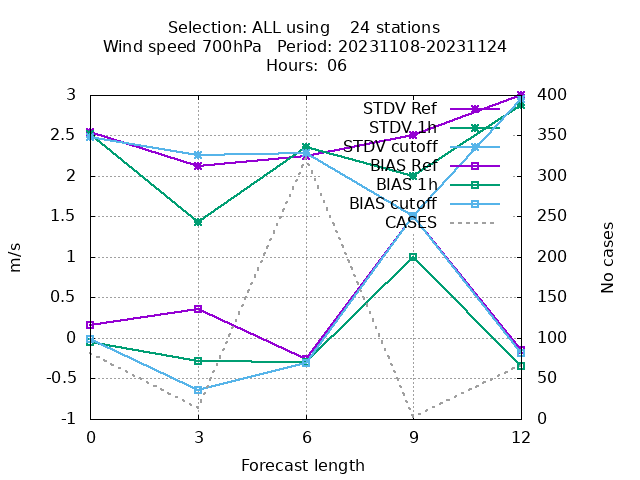 Selection: ALL using    24 stations
Wind speed 700hPa   Period: 20231108-20231124
Hours: 06
3
2.5
2
1.5
1
0.5
0
-0.5
-1
m/s
STDV Ref
STDV 1h
STDV cutoff
BIAS Ref
BIAS 1h
BIAS cutoff
CASES
400
350
300
250
200
150
100
50
0
No cases
0
3
6
9
12
Forecast length